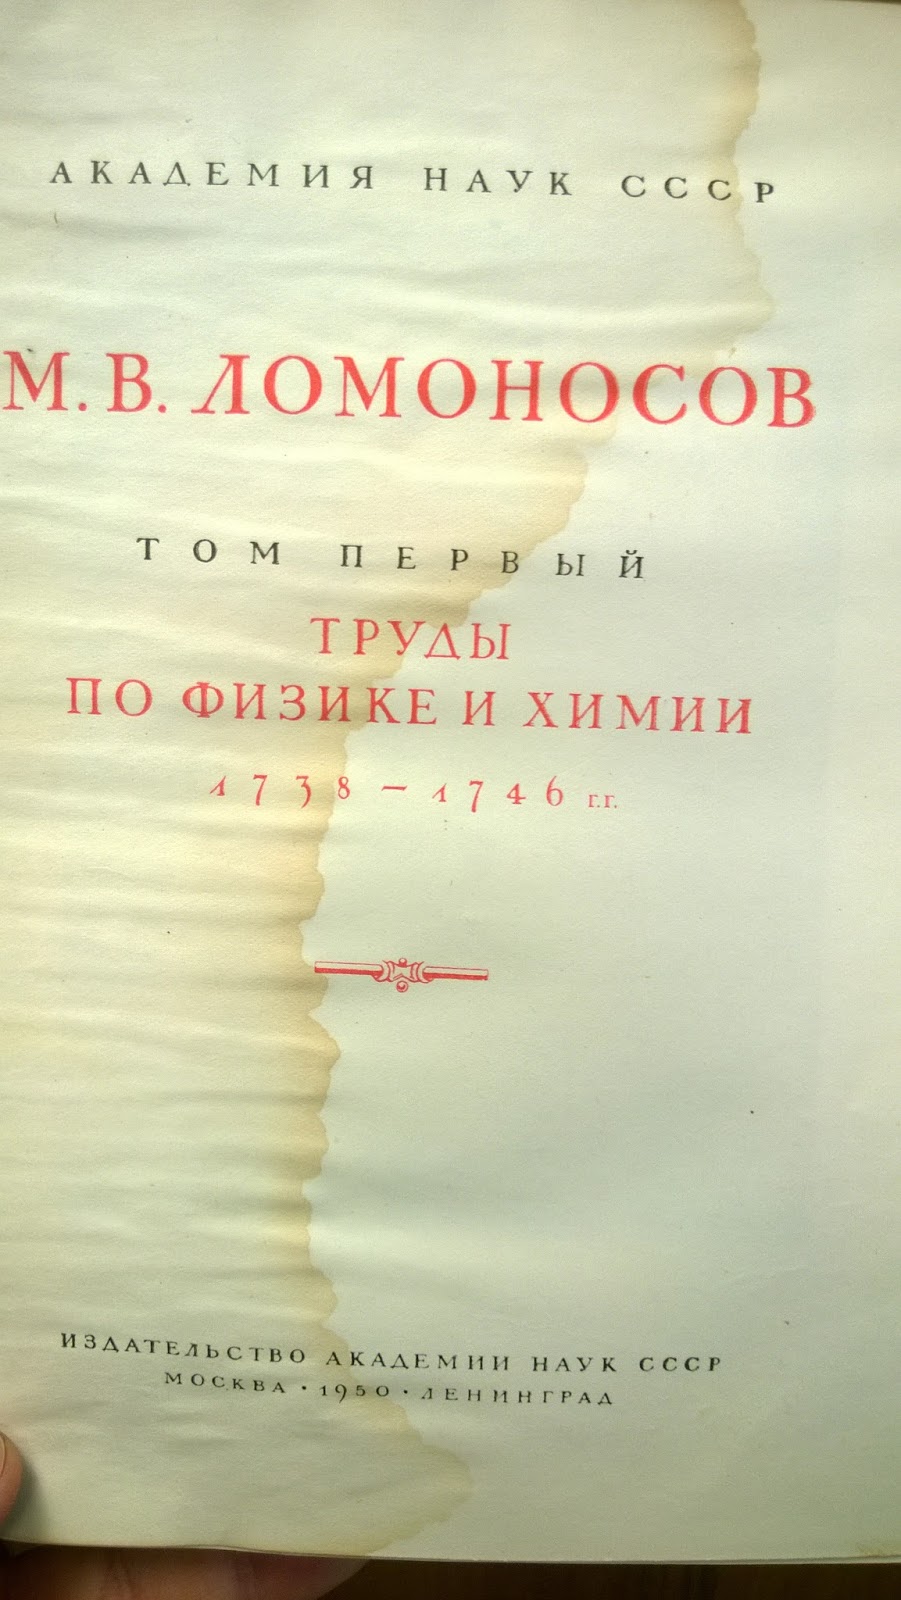 АКАДЕМИЯ НАУК СССР
М. В. ЛОМОНОСОВ
ТОМ ПЕРВЫЙ
ТРУДЫ
ПО ФИЗИКЕ И ХИМИИ
1738 — 1746 г.г.
ИЗДАТЕЛЬСТВО АКАДЕМИИ НАУК СССР
МОСКВА · 1950 · ЛЕНИНГРАД